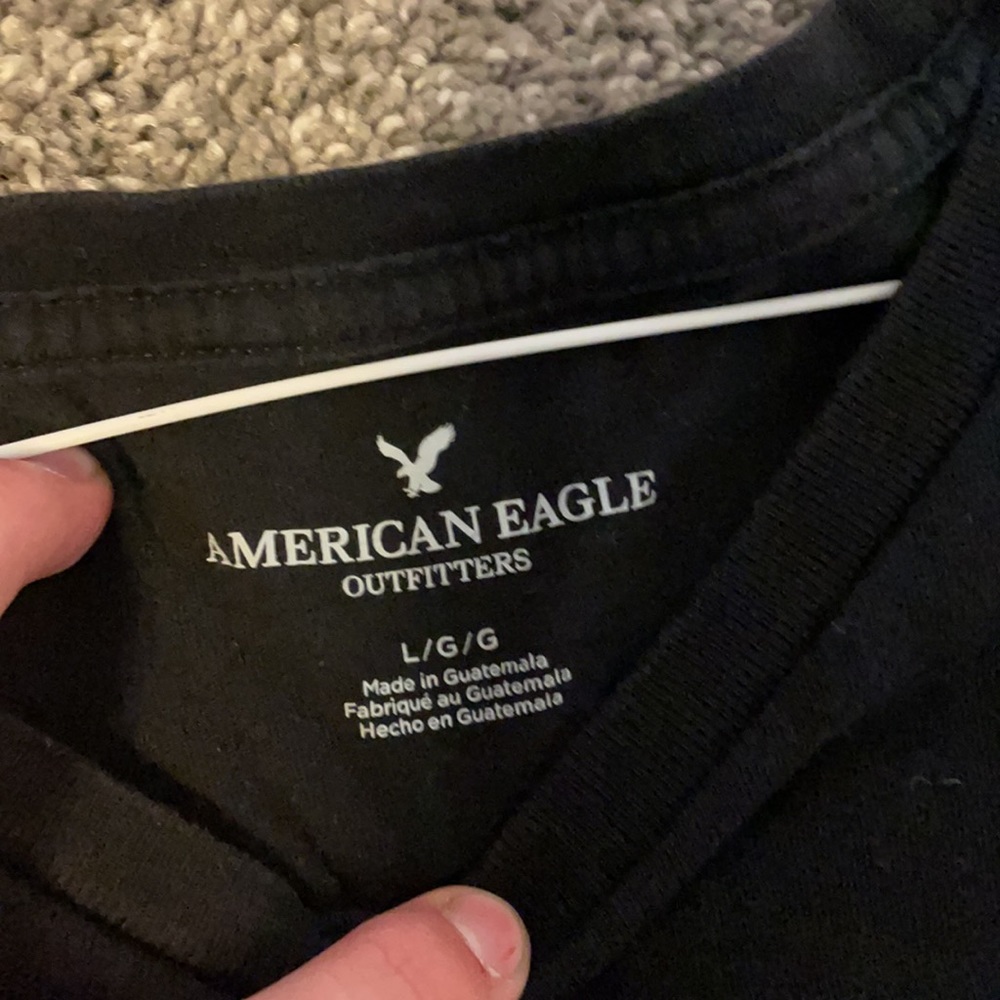 AMERICAN EAGLE
OUTFITTERS
L/G/G
Made in Guatemala
Fabriqué au Guatemala
Hecho en Guatemala